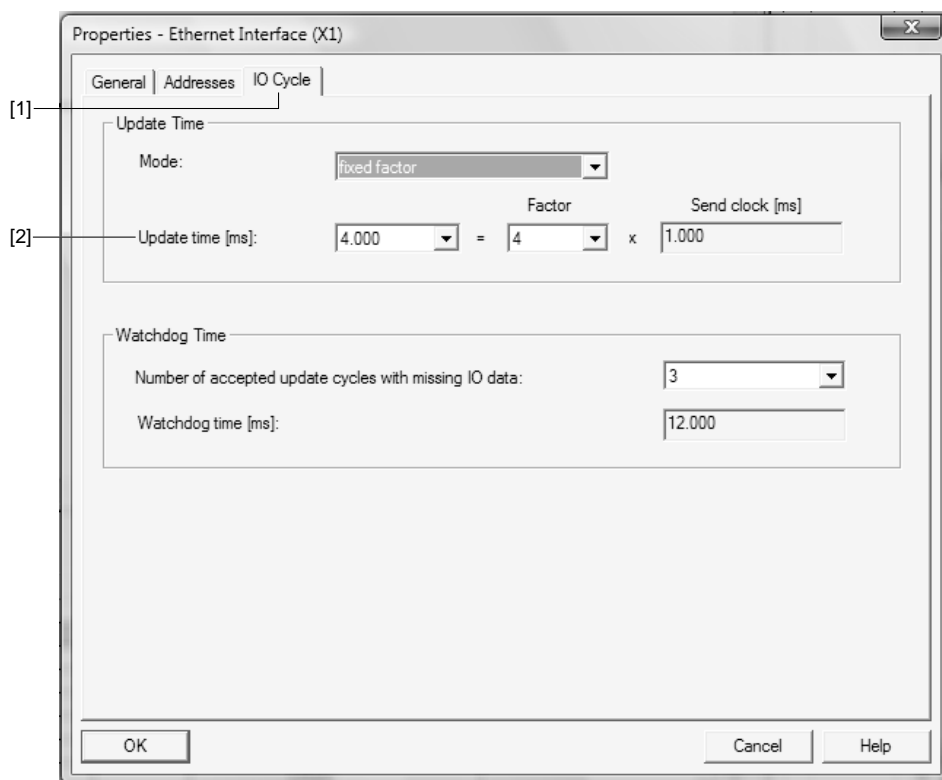 Properties - Ethernet Interface (X1)
General Addresses IO Cycle
[1]
Update Time
Mode: fixed factor
Factor Send clock [ms]
[2] Update time [ms]: 4.000 = 4 x 1.000
Watchdog Time
Number of accepted update cycles with missing IO data: 3
Watchdog time [ms]: 12.000
OK Cancel Help